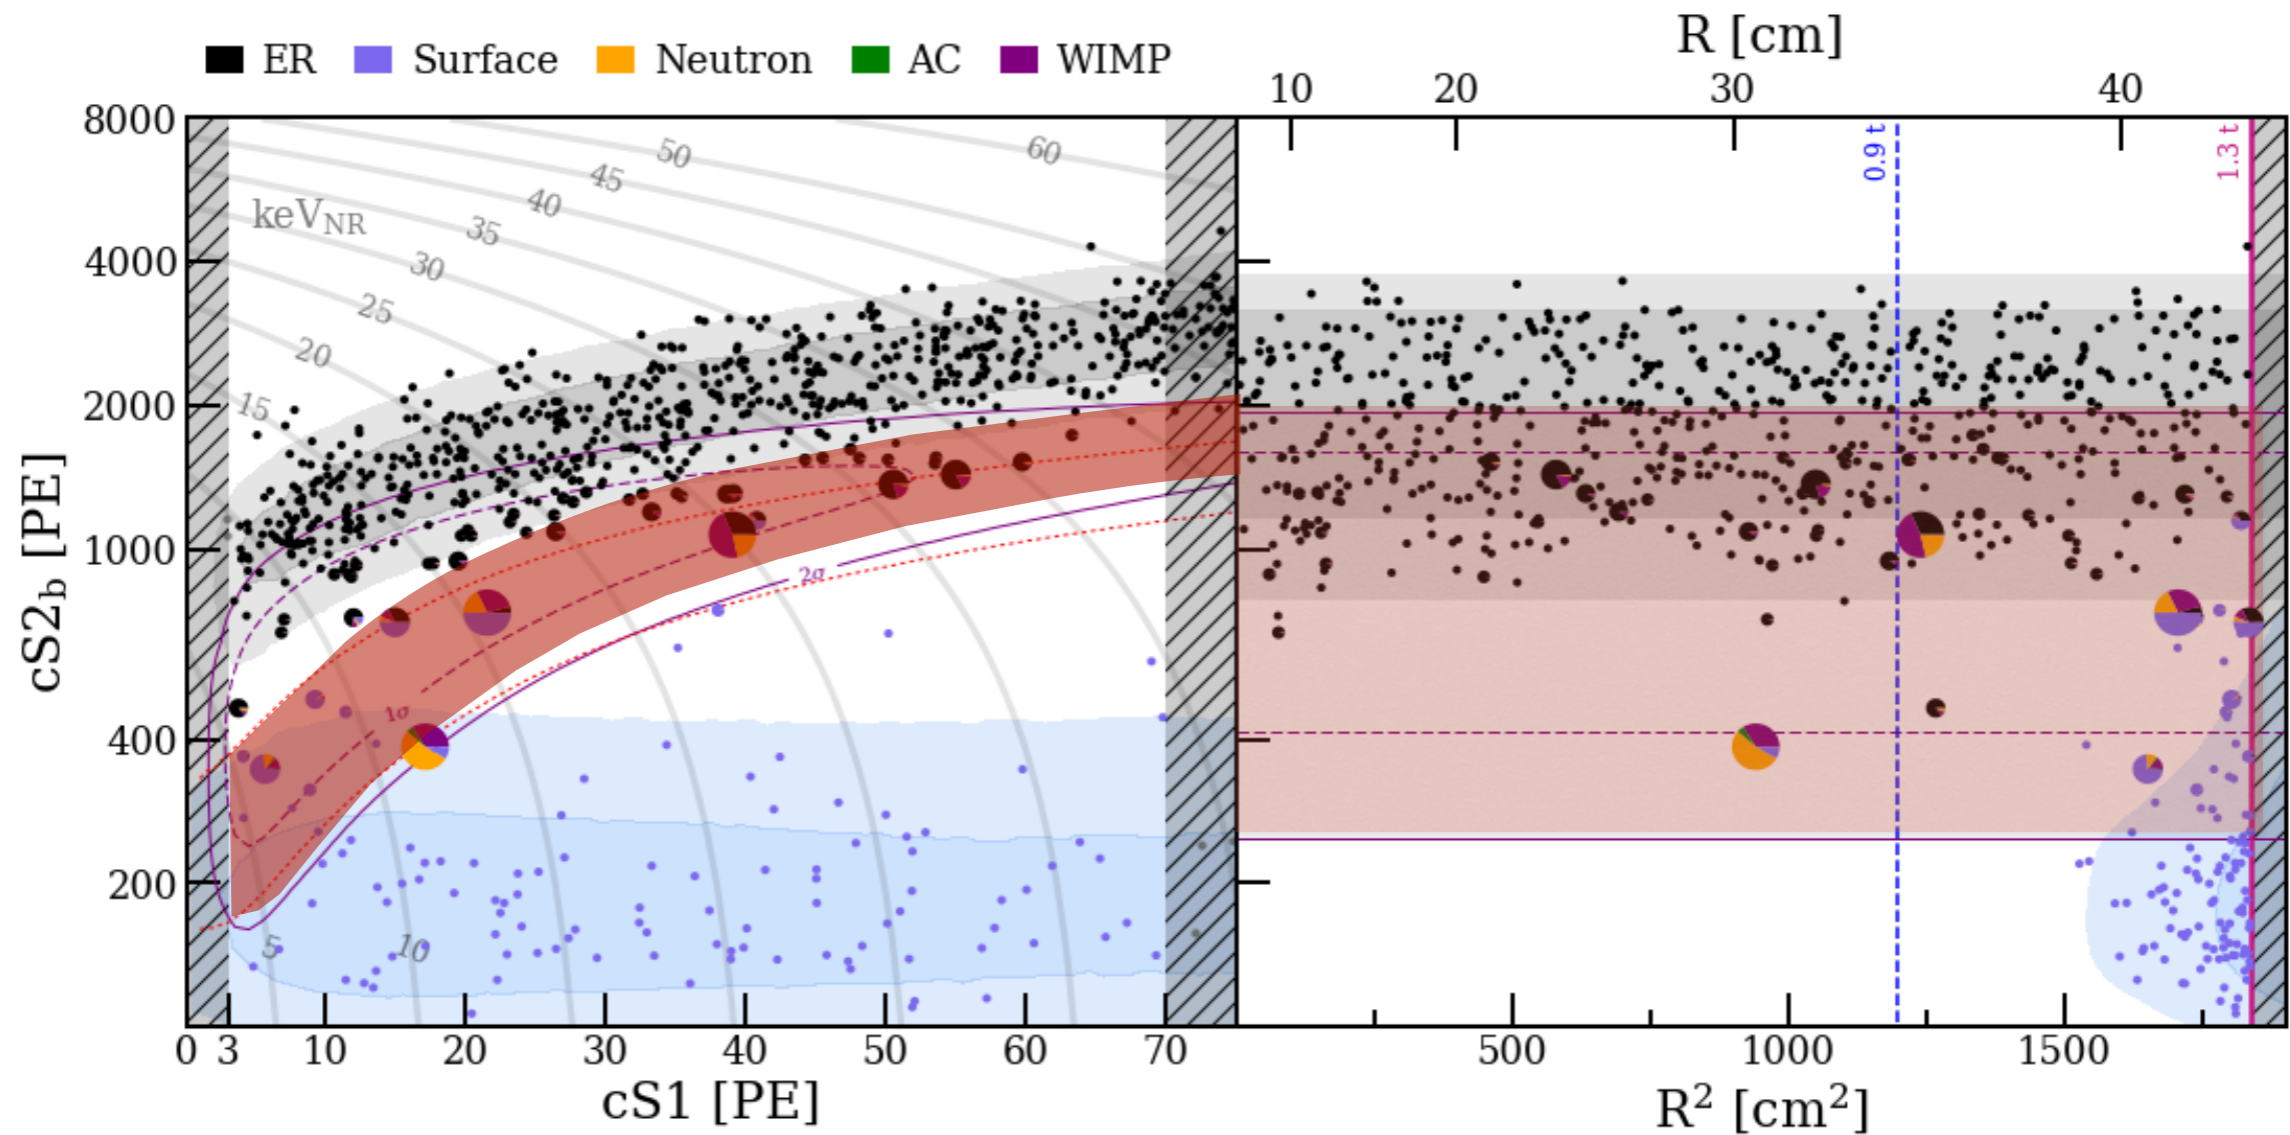 ER Surface Neutron AC WIMP
R [cm]
10 20 30 40
8000
4000
2000
1000
400
200
cS2b [PE]
keVNR
50
60
45
40
35
30
25
20
15
5
10
1σ
2σ
0.9 t
1.3 t
0 3 10 20 30 40 50 60 70
500 1000 1500
cS1 [PE]
R² [cm²]